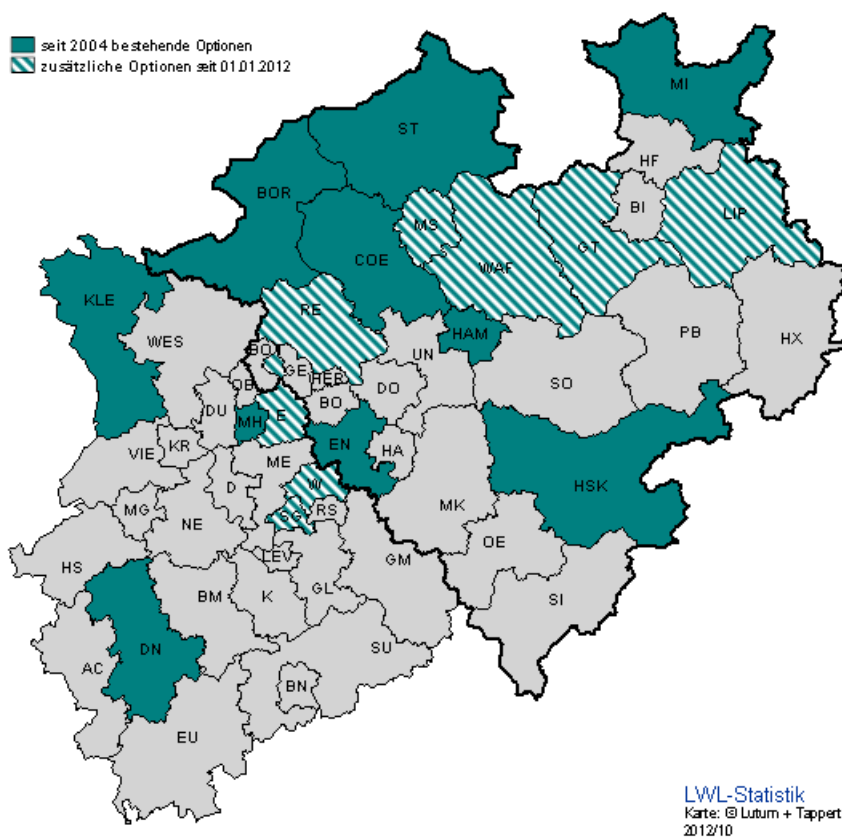 seit 2004 bestehende Optionen
zusätzliche Optionen seit 01.01.2012
MI
ST
HF
BOR
BI
LIP
MS
GT
COE
WAF
KLE
RE
HAM
PB
HX
WES
UN
BO
GE
HER
SO
OB
DO
DU
BO
MH
E
EN
HA
KR
VIE
ME
W
HSK
D
MG
SG
RS
MK
NE
OE
LEV
GM
HS
GL
BM
K
SI
DN
SU
AC
BN
EU
LWL-Statistik
Karte: © Lutum + Tappert
2012/10